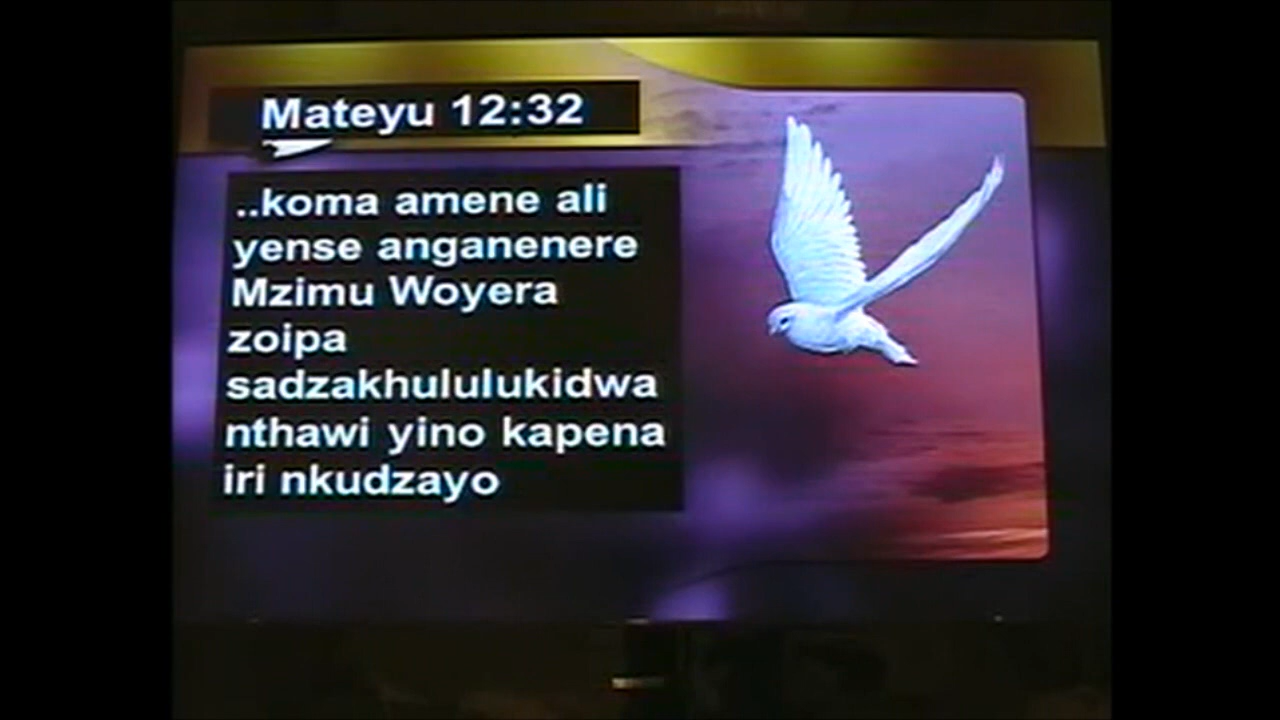 Mateyu 12:32
..koma amene ali
yense anganenere
Mzimu Woyera
zoipa
sadzakhululukidwa
nthawi yino kapena
iri nkudzayo